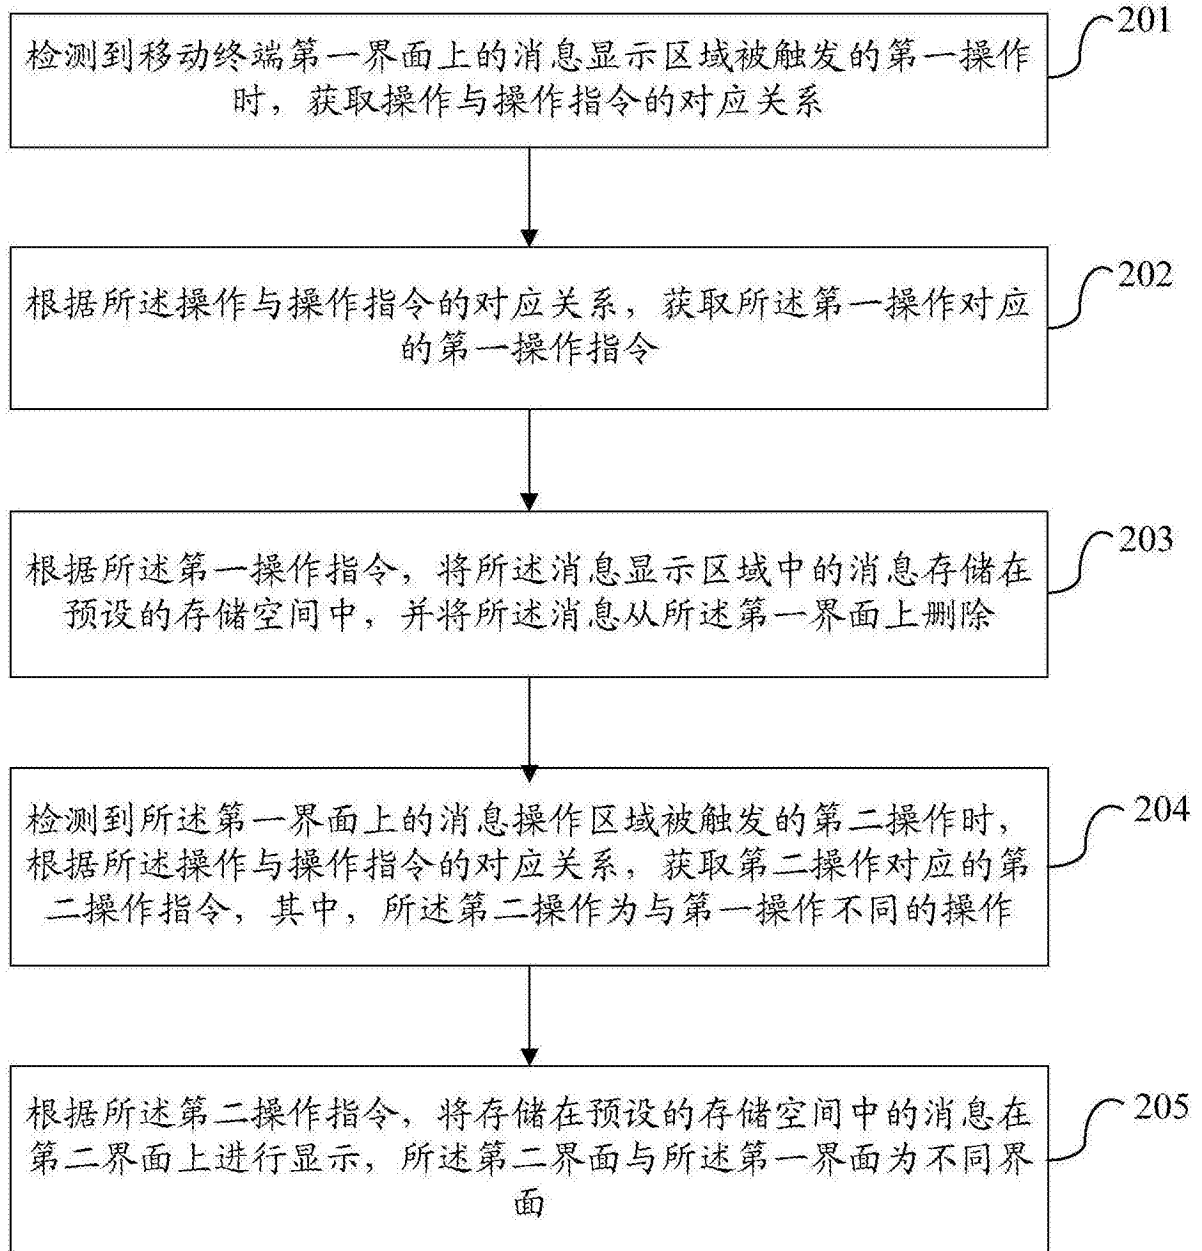 201
检测到移动终端第一界面上的消息显示区域被触发的第一操作
时，获取操作与操作指令的对应关系
202
根据所述操作与操作指令的对应关系，获取所述第一操作对应
的第一操作指令
203
根据所述第一操作指令，将所述消息显示区域中的消息存储在
预设的存储空间中，并将所述消息从所述第一界面上删除
204
检测到所述第一界面上的消息操作区域被触发的第二操作时，
根据所述操作与操作指令的对应关系，获取第二操作对应的第
二操作指令，其中，所述第二操作为与第一操作不同的操作
205
根据所述第二操作指令，将存储在预设的存储空间中的消息在
第二界面上进行显示，所述第二界面与所述第一界面为不同界
面